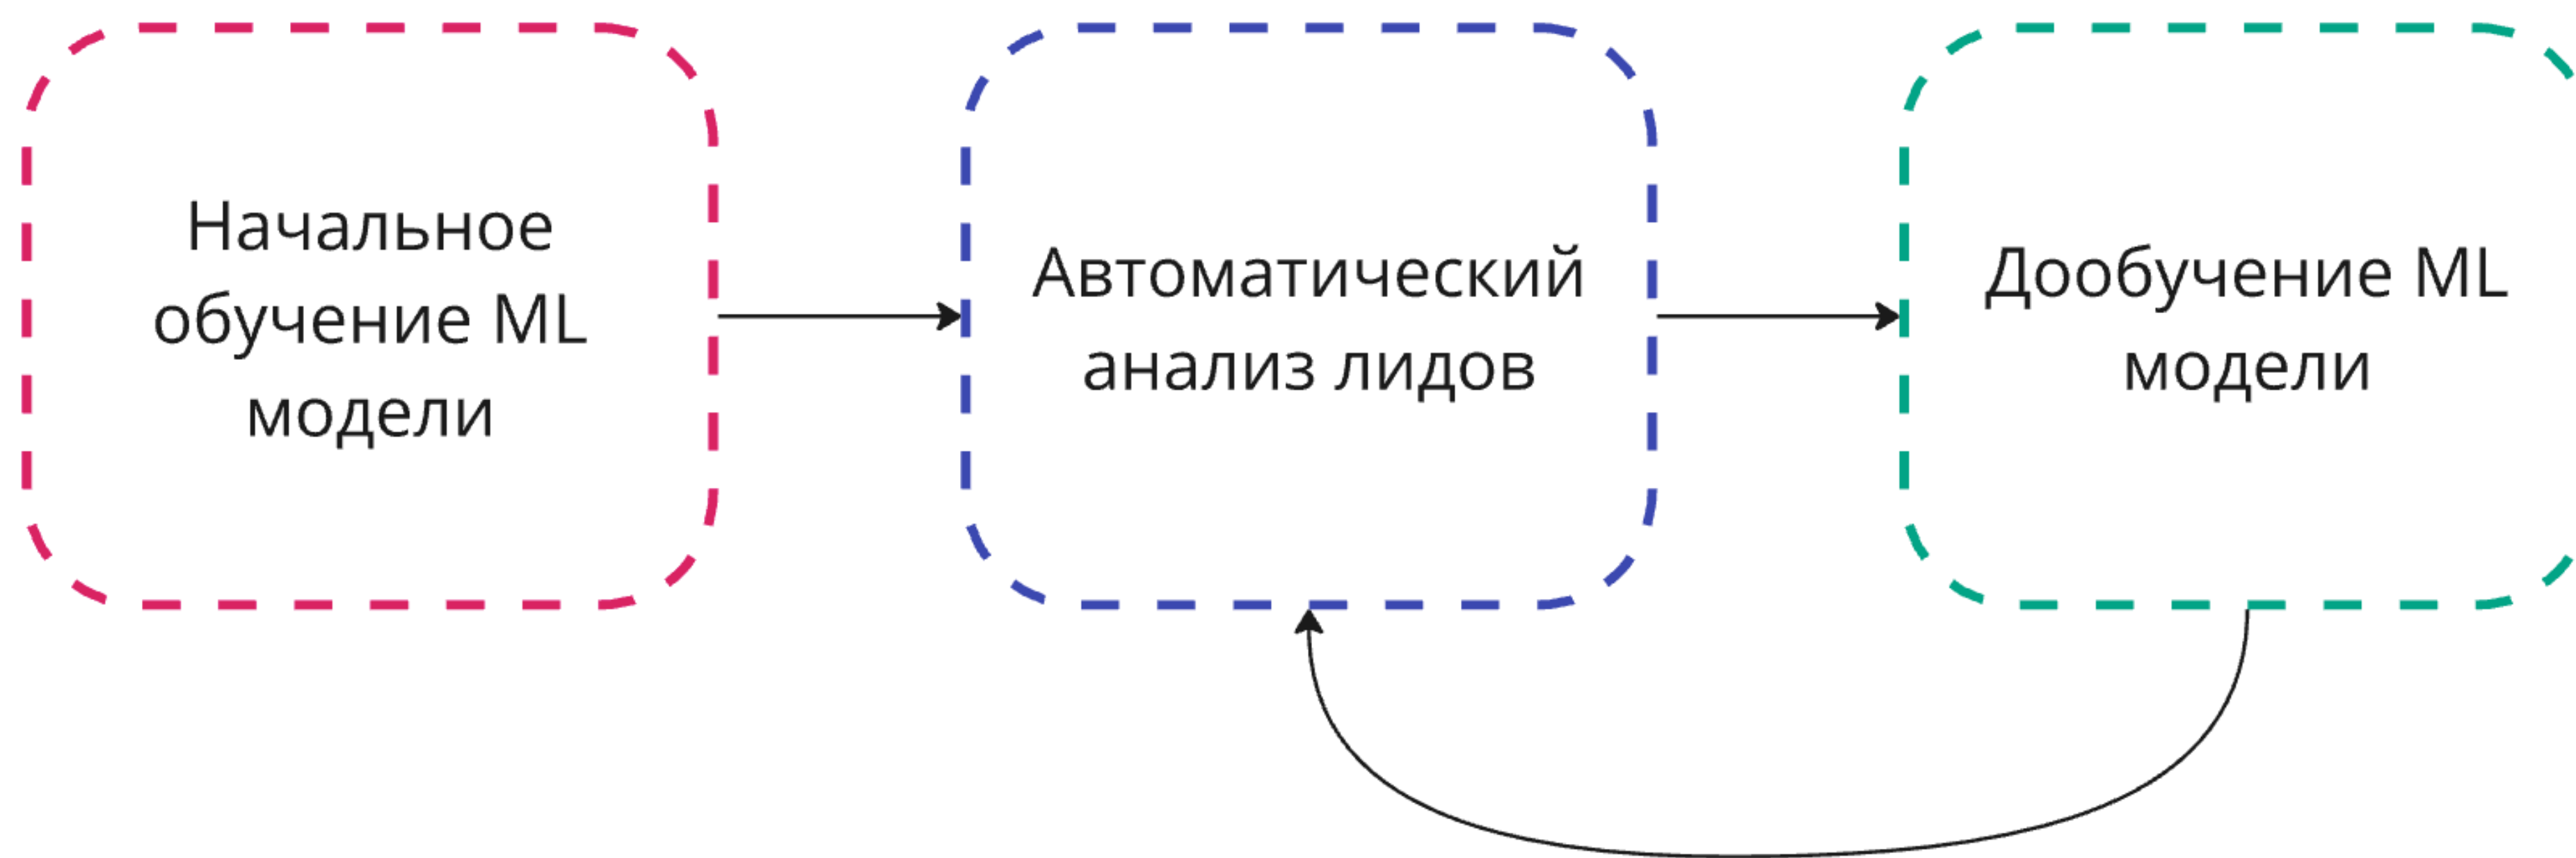 Начальное
обучение ML
модели
Автоматический
анализ лидов
Дообучение ML
модели